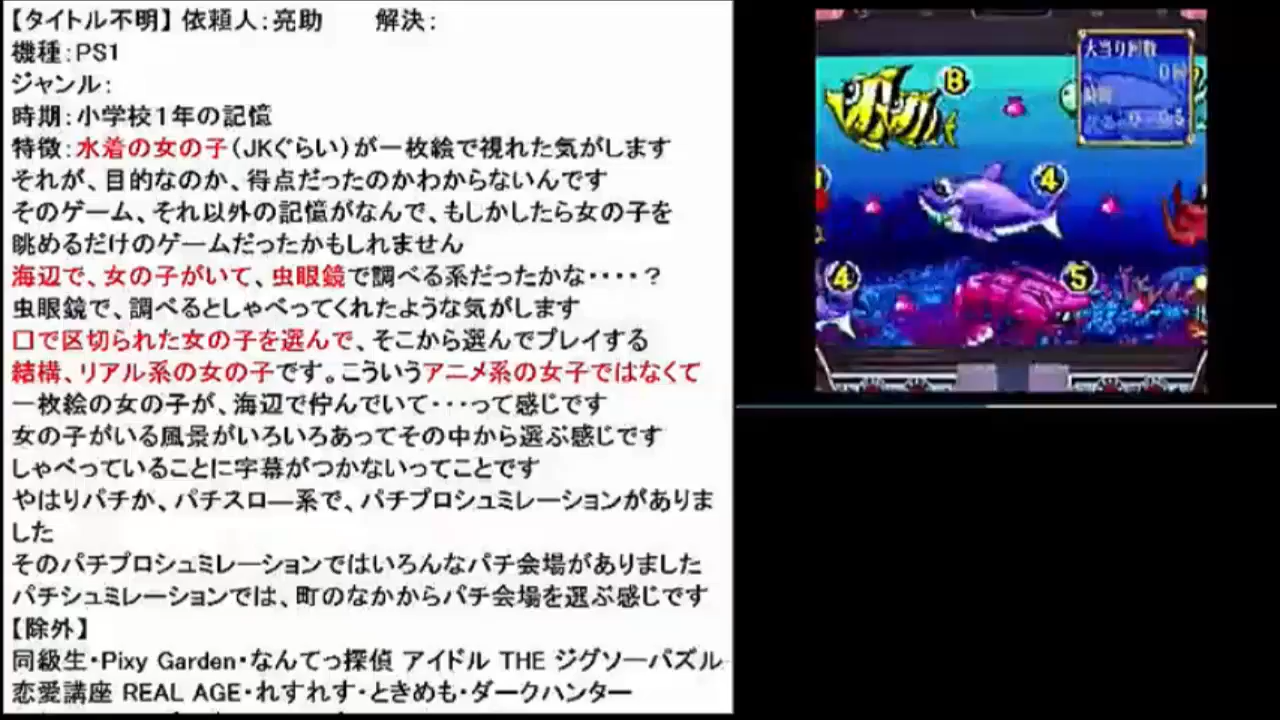 【タイトル不明】 依頼人：亮助　　解決：
機種：PS1
ジャンル：
時期：小学校１年の記憶
特徴：水着の女の子（JKぐらい）が一枚絵で視れた気がします
それが、目的なのか、得点だったのかわからないんです
そのゲーム、それ以外の記憶がなんで、もしかしたら女の子を
眺めるだけのゲームだったかもしれません
海辺で、女の子がいて、虫眼鏡で調べる系だったかな・・・・？
虫眼鏡で、調べるとしゃべってくれたような気がします
口で区切られた女の子を選んで、そこから選んでプレイする
結構、リアル系の女の子です。こういうアニメ系の女子ではなくて
一枚絵の女の子が、海辺で佇んでいて・・・って感じです
女の子がいる風景がいろいろあってその中から選ぶ感じです
しゃべっていることに字幕がつかないってことです
やはりパチか、パチスロ―系で、パチプロシュミレーションがありま
した
そのパチプロシュミレーションではいろんなパチ会場がありました
パチシュミレーションでは、町のなかからパチ会場を選ぶ感じです
【除外】
同級生・Pixy Garden・なんてっ探偵 アイドル THE ジグソーパズル
恋愛講座 REAL AGE・れすれす・ときめも・ダークハンター
大当り回数
0回
時間
B
4
4
5